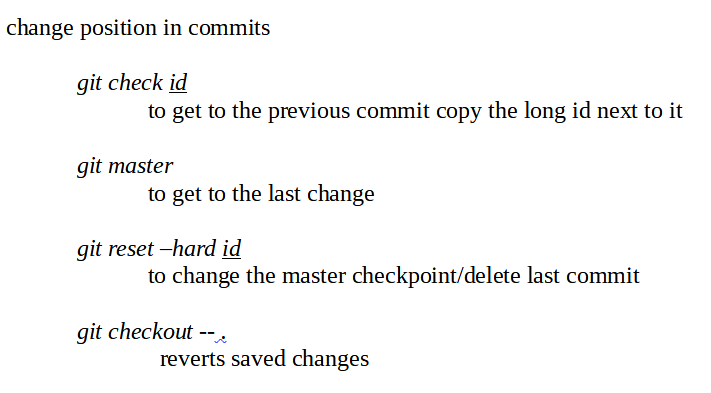 change position in commits
git check id
to get to the previous commit copy the long id next to it
git master
to get to the last change
git reset –hard id
to change the master checkpoint/delete last commit
git checkout -- .
reverts saved changes